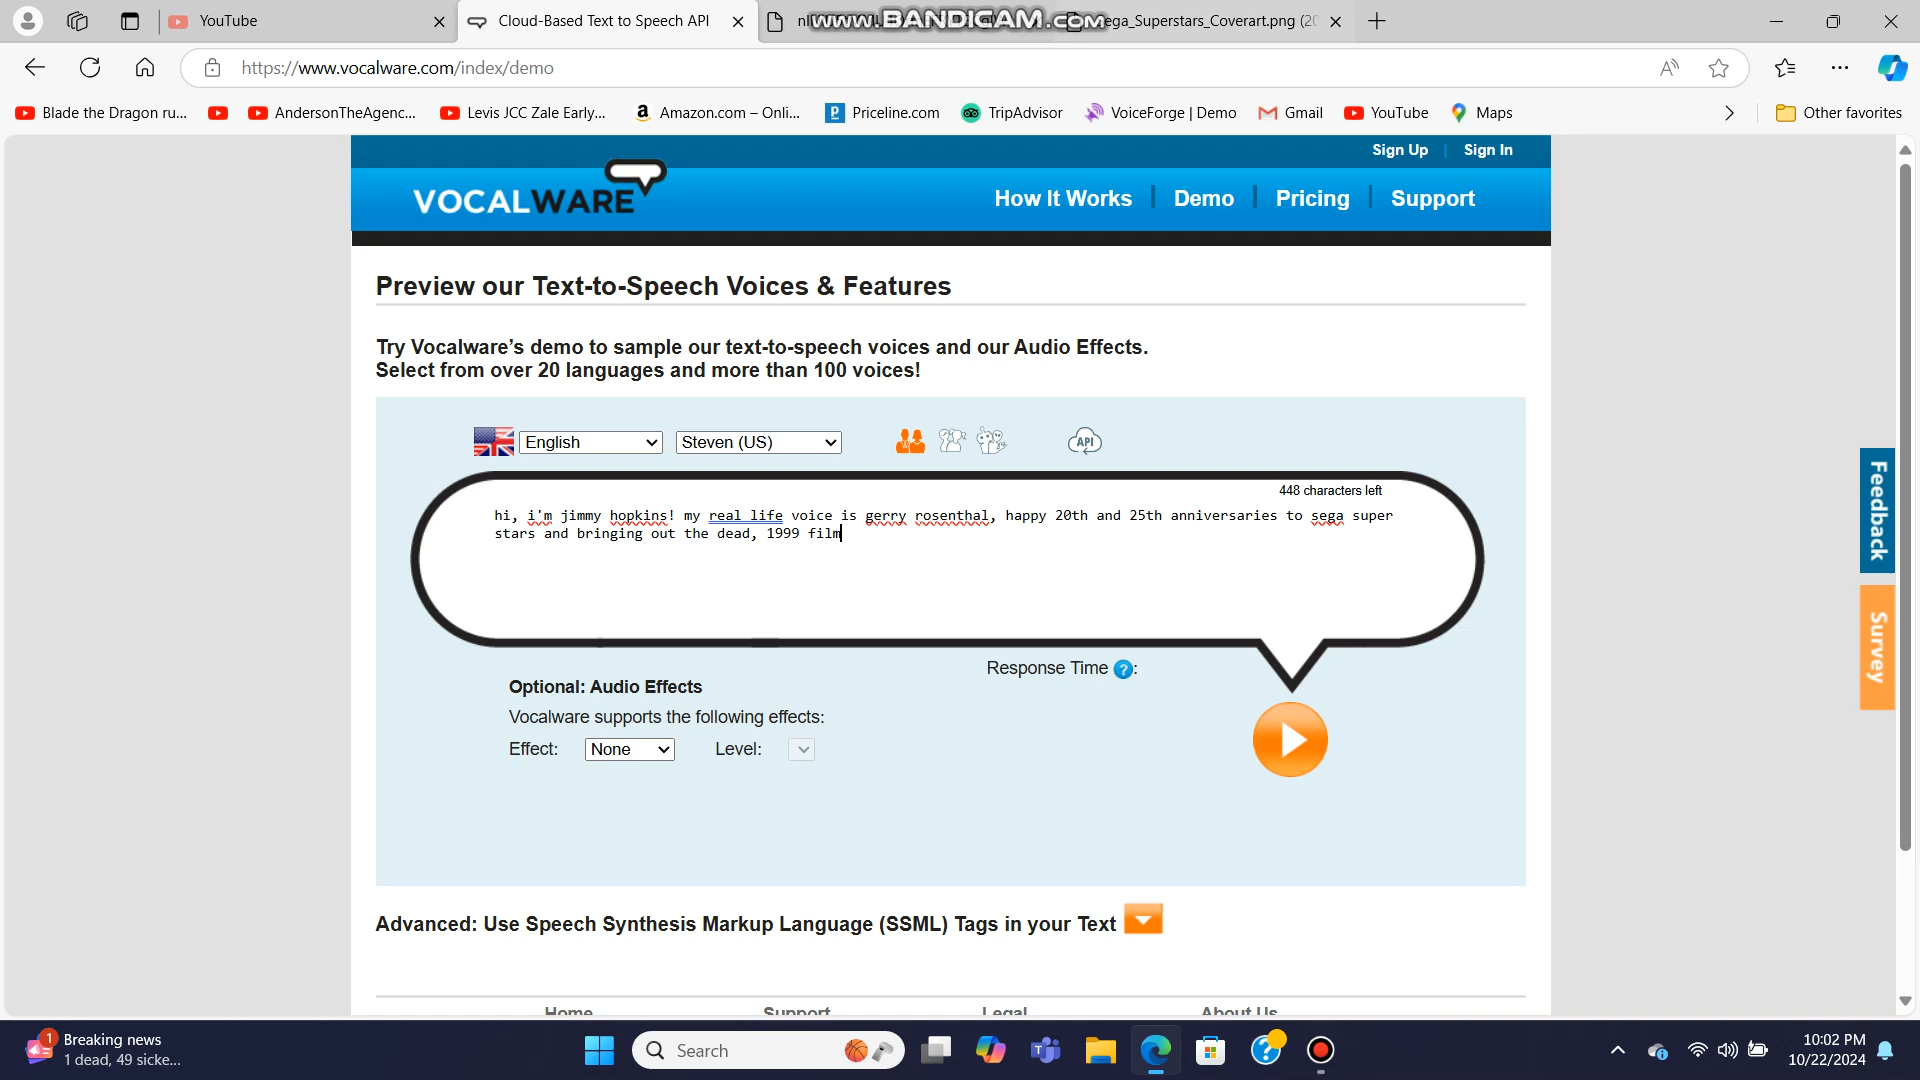 YouTube
Cloud-Based Text to Speech API
www.BANDICAM.com
ega_Superstars_Coverart.png (20
https://www.vocalware.com/index/demo
Blade the Dragon ru...
AndersonTheAgenc...
Levis JCC Zale Early...
Amazon.com – Onli...
Priceline.com
TripAdvisor
VoiceForge | Demo
Gmail
YouTube
Maps
Other favorites
Sign Up
Sign In
VOCALWARE
How It Works
Demo
Pricing
Support
Preview our Text-to-Speech Voices & Features
Try Vocalware's demo to sample our text-to-speech voices and our Audio Effects.
Select from over 20 languages and more than 100 voices!
English
Steven (US)
API
448 characters left
hi, i'm jimmy hopkins! my real life voice is gerry rosenthal, happy 20th and 25th anniversaries to sega super
stars and bringing out the dead, 1999 film
Response Time ? :
Optional: Audio Effects
Vocalware supports the following effects:
Effect:
None
Level:
Feedback
Survey
Advanced: Use Speech Synthesis Markup Language (SSML) Tags in your Text
Home
Support
Legal
About Us
1
Breaking news
1 dead, 49 sicke...
Search
10:02 PM
10/22/2024